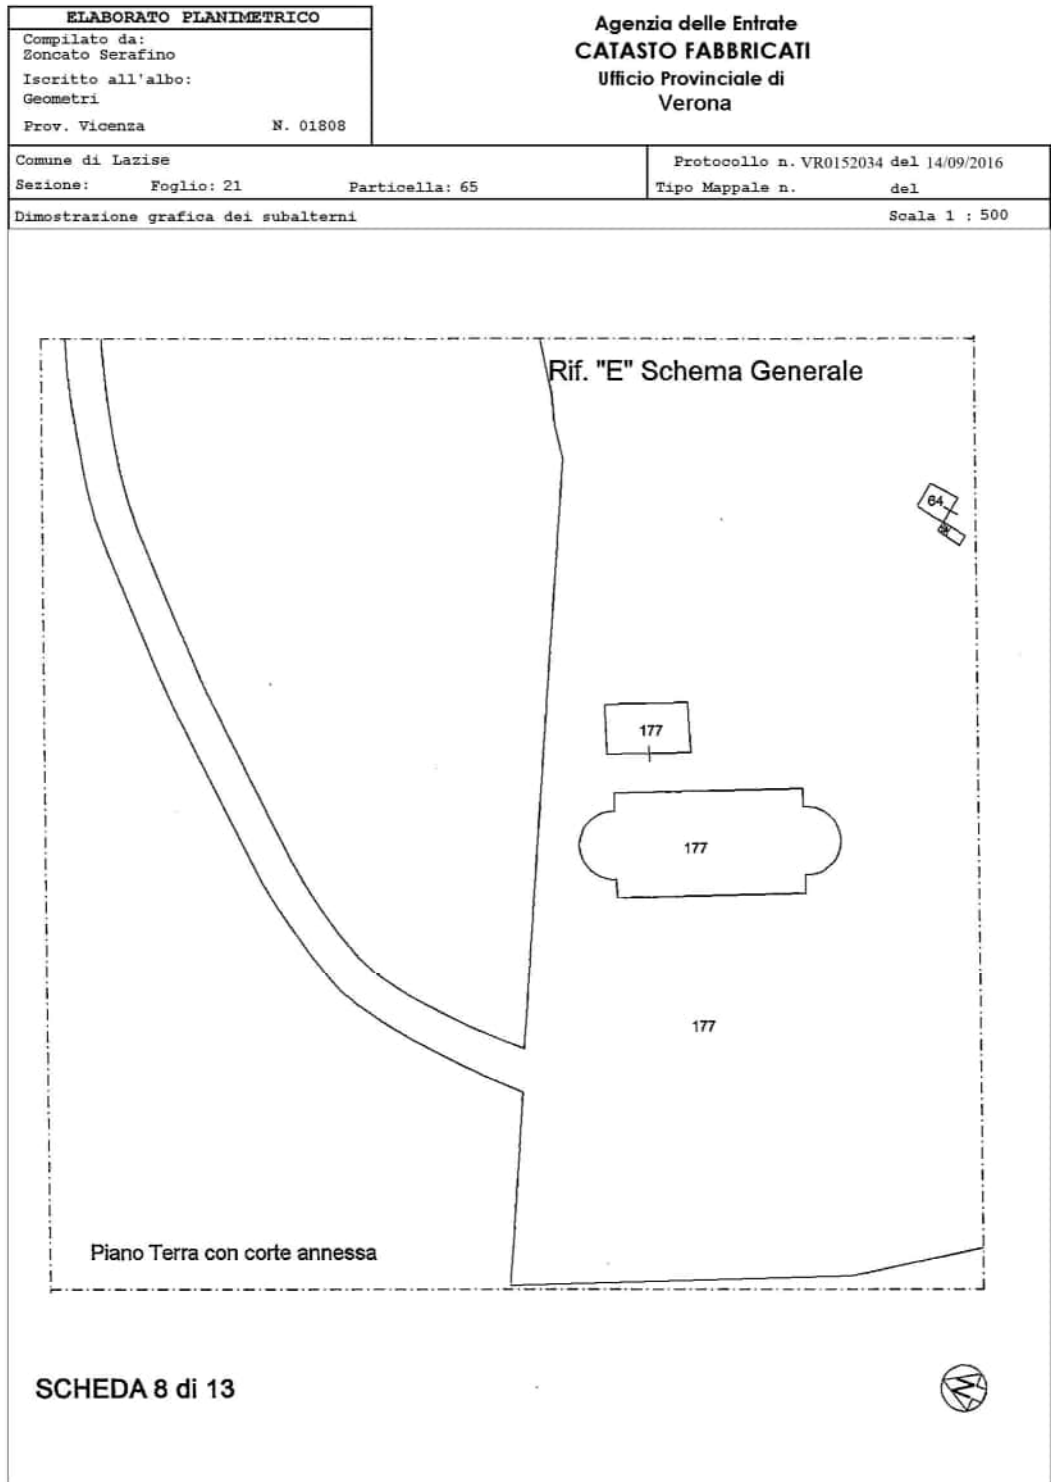 ELABORATO PLANIMETRICO
Compilato da:
Zoncato Serafino
Iscritto all'albo:
Geometri
Prov. Vicenza N. 01808
Agenzia delle Entrate
CATASTO FABBRICATI
Ufficio Provinciale di
Verona
Comune di Lazise
Sezione: Foglio: 21 Particella: 65
Protocollo n. VR0152034 del 14/09/2016
Tipo Mappale n. del
Dimostrazione grafica dei subalterni
Scala 1 : 500
Rif. "E" Schema Generale
64
177
177
177
Piano Terra con corte annessa
SCHEDA 8 di 13
N